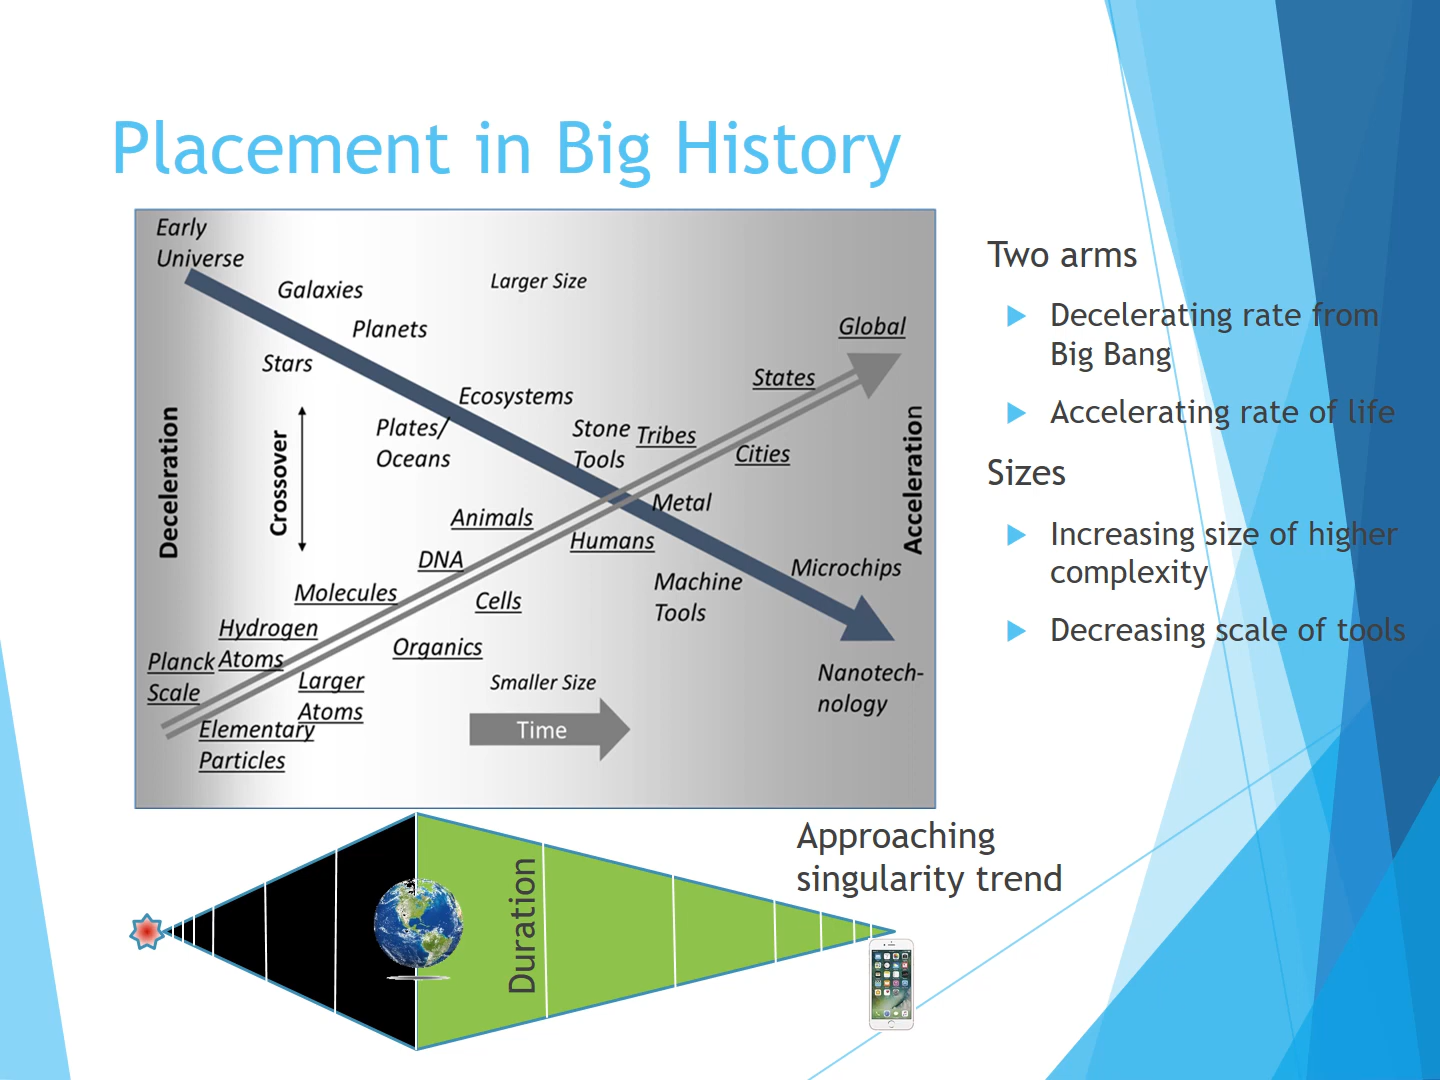 Placement in Big History
Early
Universe
Galaxies
Larger Size
Planets
Stars
Global
States
Ecosystems
Plates/
Oceans
Stone
Tools
Tribes
Cities
Deceleration
Crossover
Acceleration
Animals
Metal
Humans
DNA
Microchips
Molecules
Cells
Machine
Tools
Hydrogen
Atoms
Organics
Planck
Scale
Larger
Atoms
Smaller Size
Nanotech-
nology
Elementary
Particles
Time
Two arms
Decelerating rate from
Big Bang
Accelerating rate of life
Sizes
Increasing size of higher
complexity
Decreasing scale of tools
Duration
Approaching
singularity trend